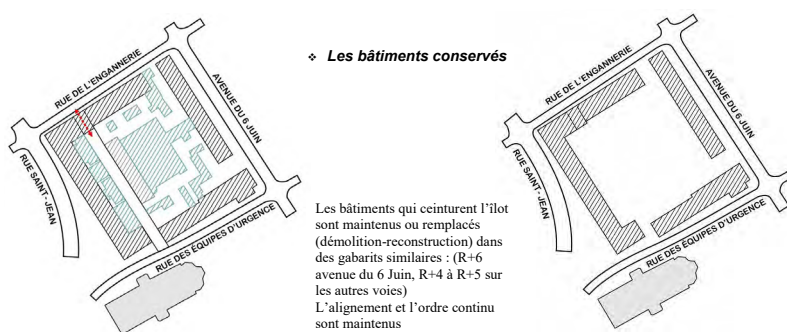 RUE DE L'ENGANNERIE
AVENUE DU 6 JUIN
RUE SAINT- JEAN
RUE DES ÉQUIPES D'URGENCE
❖ Les bâtiments conservés
Les bâtiments qui ceinturent l'îlot
sont maintenus ou remplacés
(démolition-reconstruction) dans
des gabarits similaires : (R+6
avenue du 6 Juin, R+4 à R+5 sur
les autres voies)
L'alignement et l'ordre continu
sont maintenus
RUE DE L'ENGANNERIE
AVENUE DU 6 JUIN
RUE SAINT- JEAN
RUE DES ÉQUIPES D'URGENCE